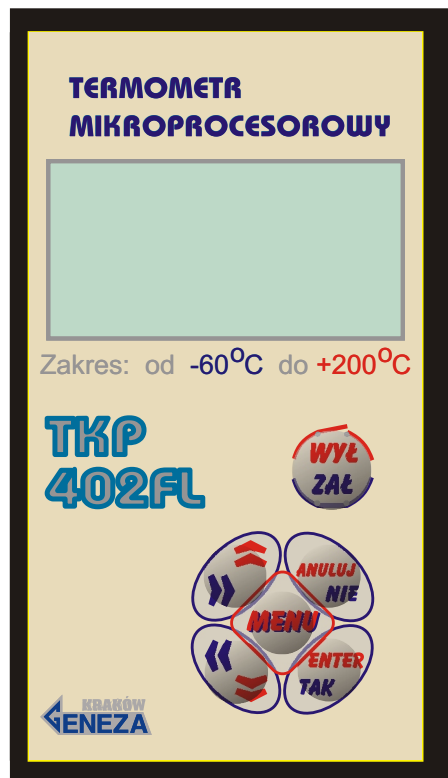 TERMOMETR
MIKROPROCESOROWY
Zakres: od -60°C do +200°C
TKP
402FL
WYŁ
ZAŁ
ANULUJ
NIE
MENU
ENTER
TAK
KRAKÓW
GENEZA